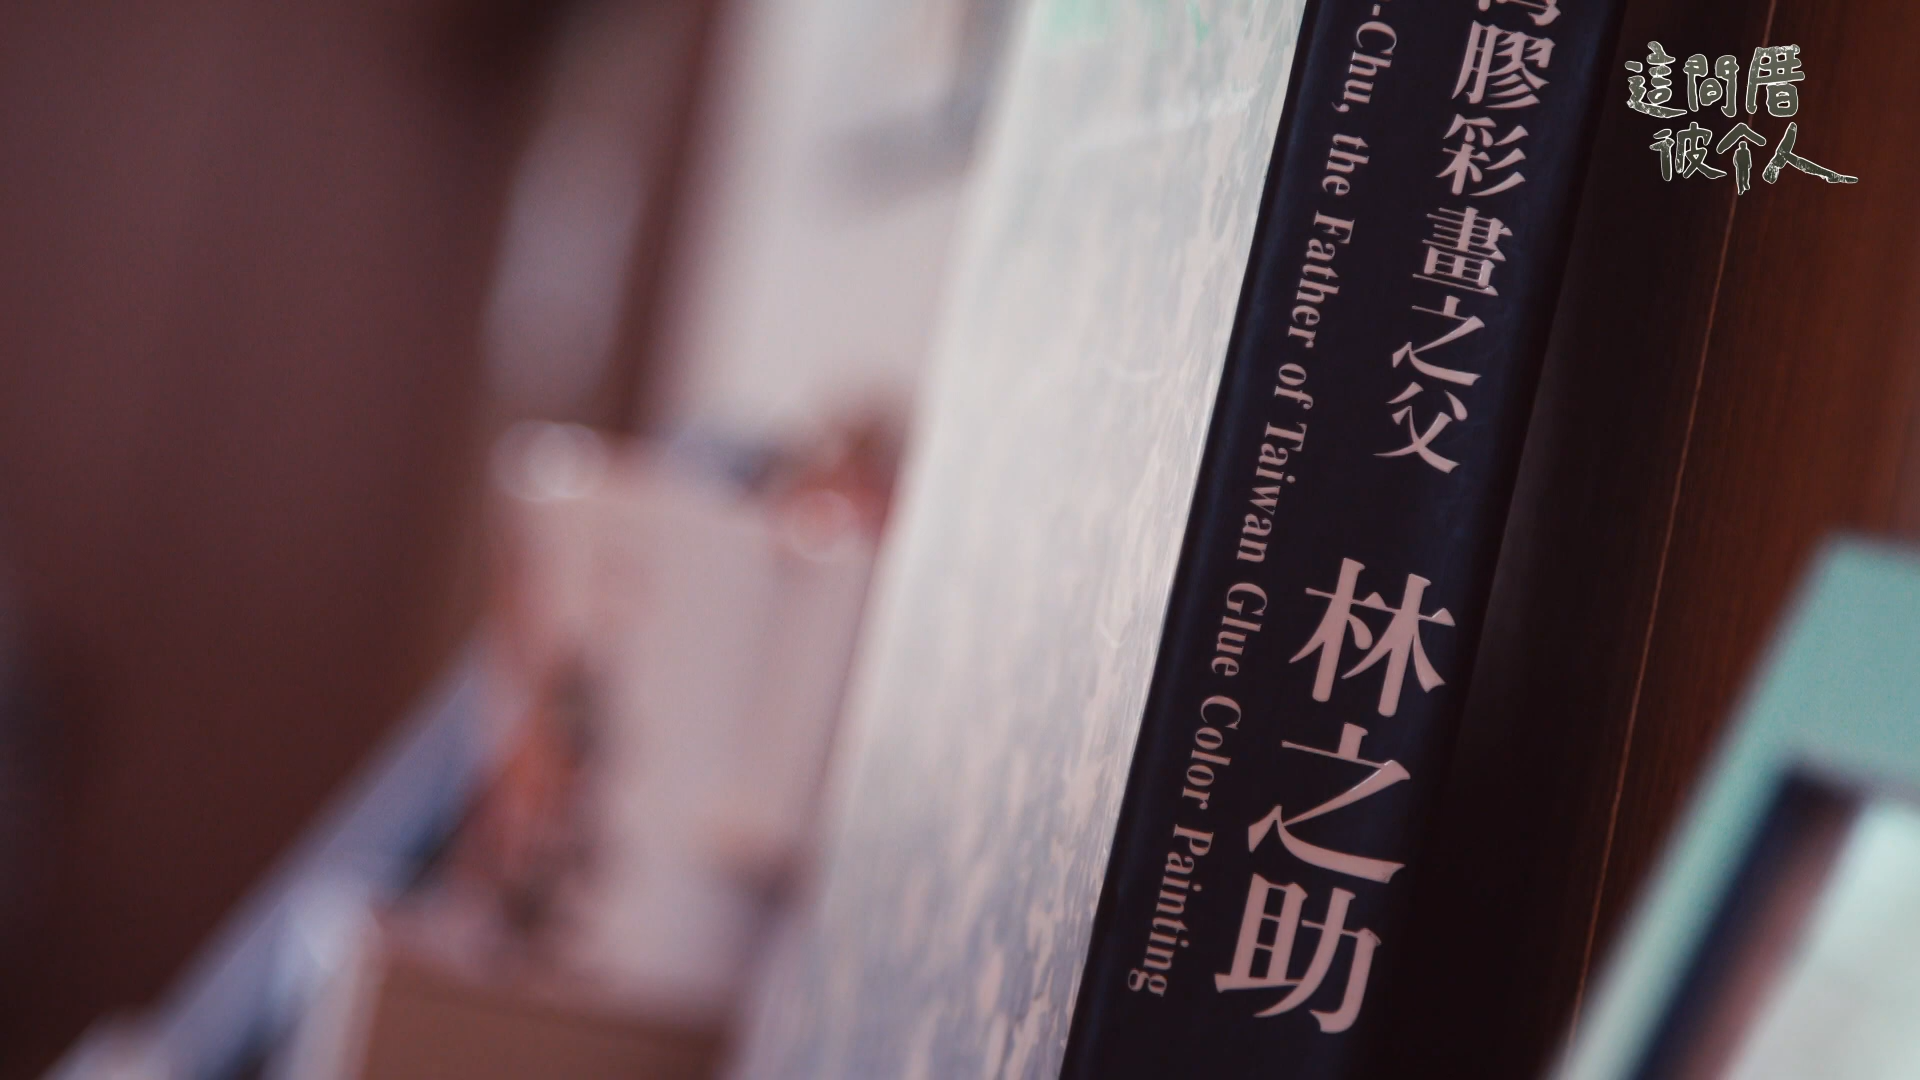 這間厝
彼个人
膠彩畫之父 林之助
-Chu, the Father of Taiwan Glue Color Painting